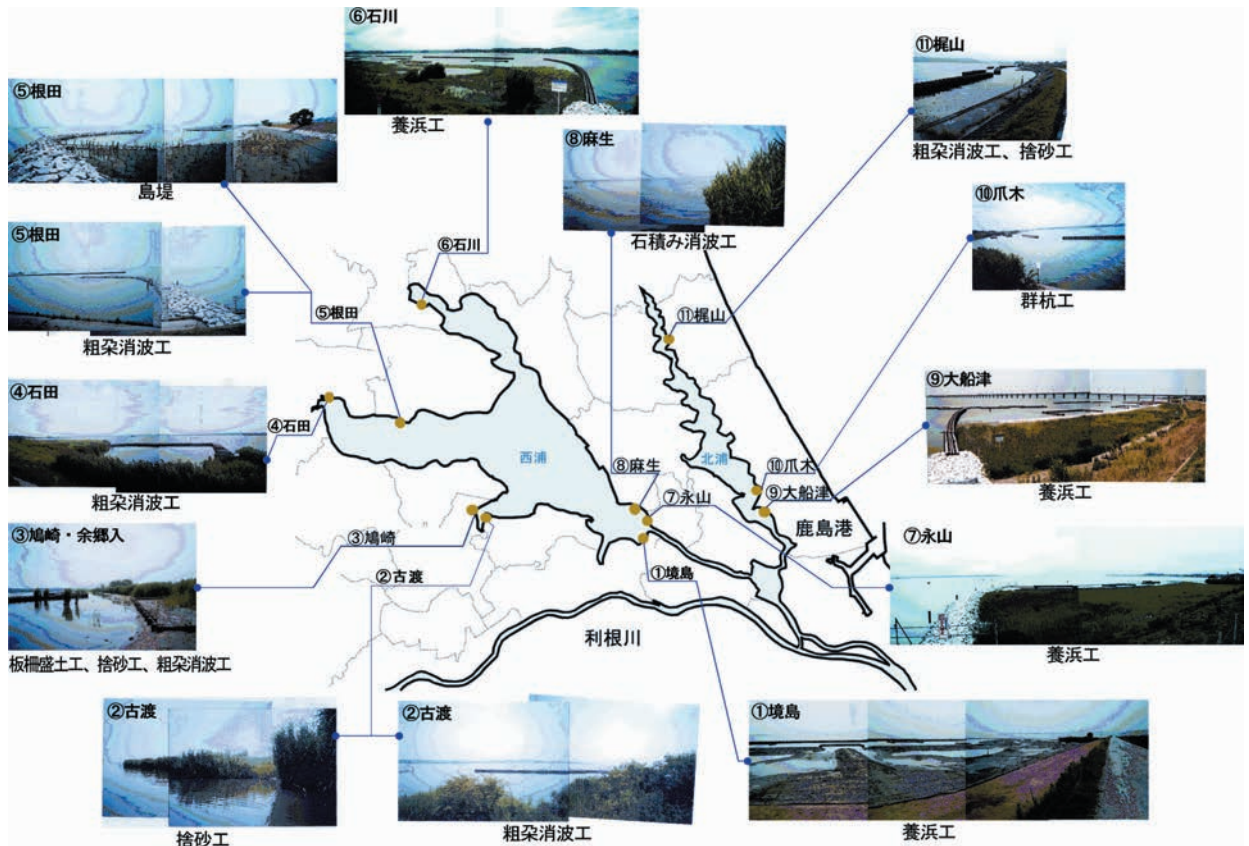 ⑥石川
養浜工
⑪梶山
粗朶消波工、捨砂工
⑤根田
島堤
⑧麻生
石積み消波工
⑩爪木
群杭工
⑤根田
粗朶消波工
⑥石川
⑤根田
⑪梶山
④石田
粗朶消波工
④石田
⑨大船津
養浜工
西浦
北浦
⑧麻生
⑩爪木
⑦永山
⑨大船津
鹿島港
③鳩崎・余郷入
板柵盛土工、捨砂工、粗朶消波工
③鳩崎
②古渡
①境島
利根川
⑦永山
養浜工
②古渡
捨砂工
②古渡
粗朶消波工
①境島
養浜工